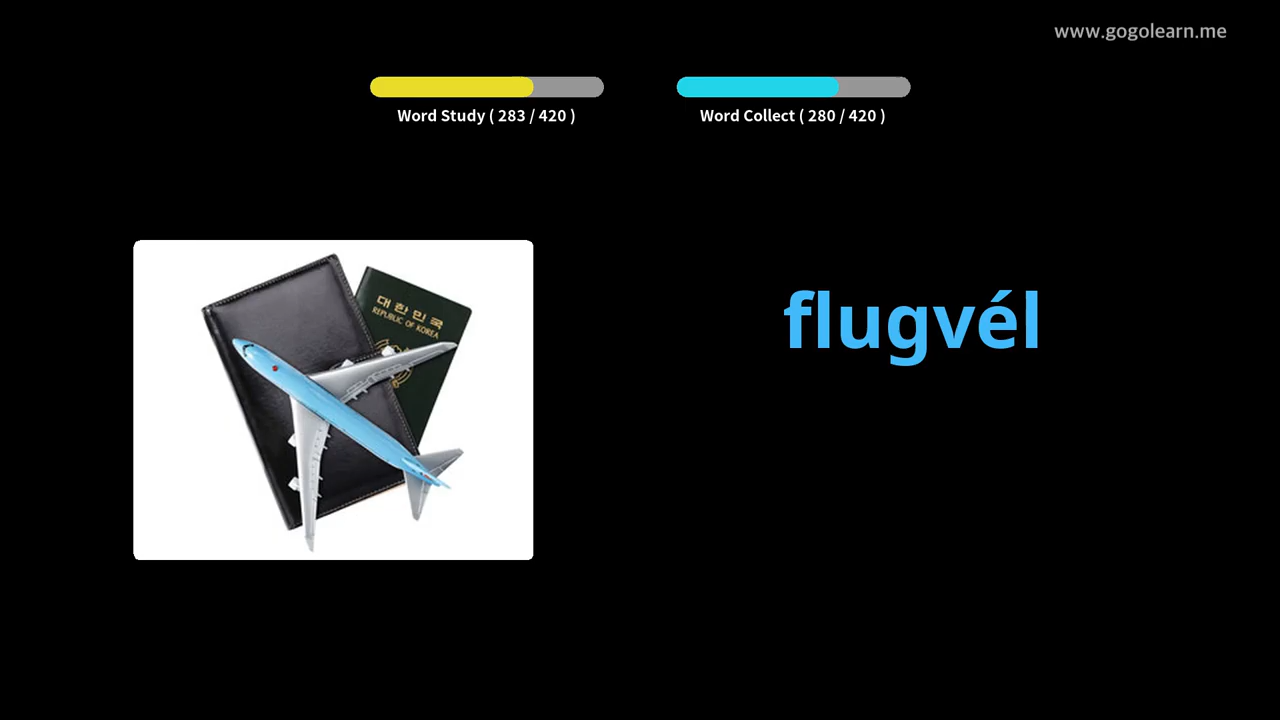 www.gogolearn.me
Word Study ( 283 / 420 )
Word Collect ( 280 / 420 )
대한민국
REPUBLIC OF KOREA
flugvél